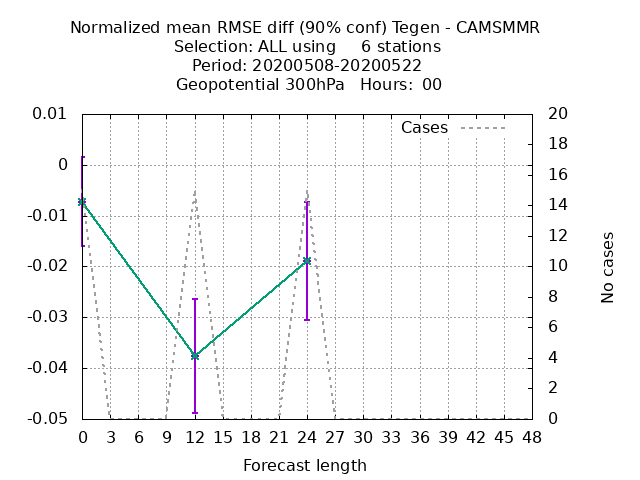 Normalized mean RMSE diff (90% conf) Tegen - CAMSMMR
Selection: ALL using     6 stations
Period: 20200508-20200522
Geopotential 300hPa   Hours:  00
0.01
0
-0.01
-0.02
-0.03
-0.04
-0.05
Cases
20
18
16
14
12
10
8
6
4
2
0
No cases
0 3 6 9 12 15 18 21 24 27 30 33 36 39 42 45 48
Forecast length